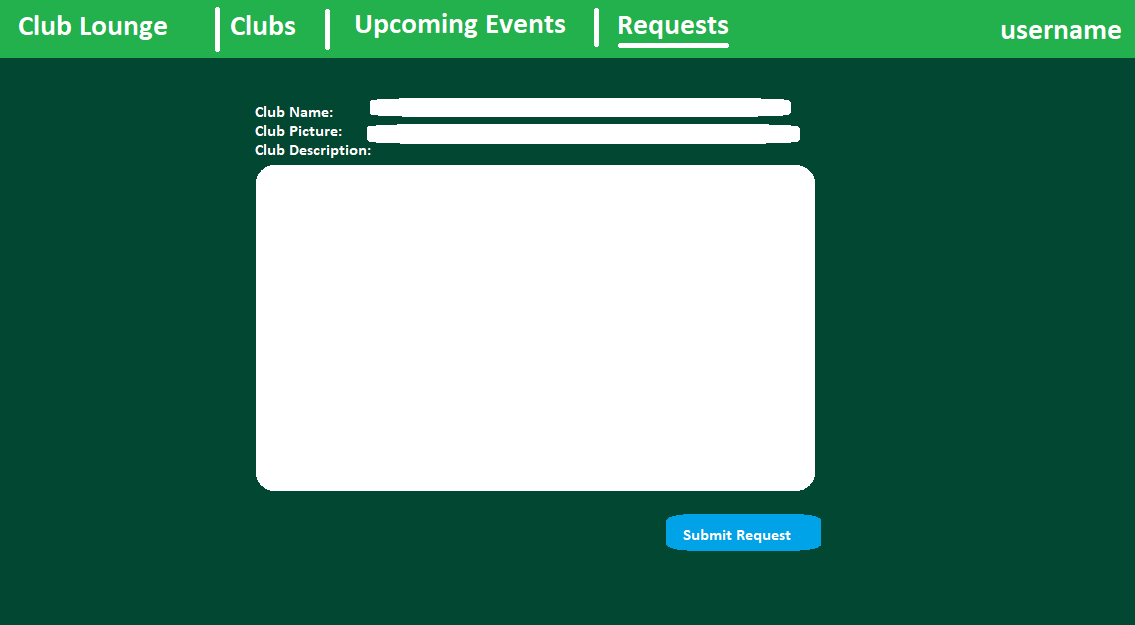 Club Lounge Clubs Upcoming Events Requests username
Club Name:
Club Picture:
Club Description:
Submit Request